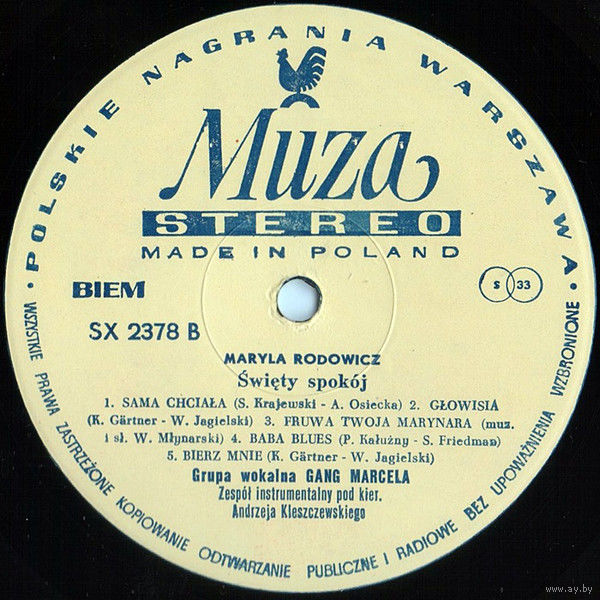 • POLSKIE NAGRANIA WARSZAWA •
Muza
STEREO
MADE IN POLAND
BIEM
S 33
SX 2378 B
MARYLA RODOWICZ
Święty spokój
1. SAMA CHCIAŁA (S. Krajewski - A. Osiecka) 2. GŁOWISIA
(K. Gärtner - W. Jagielski) 3. FRUWA TWOJA MARYNARA (muz.
i sł. W. Młynarski) 4. BABA BLUES (P. Kałużny - S. Friedman)
5. BIERZ MNIE (K. Gärtner - W. Jagielski)
Grupa wokalna GANG MARCELA
Zespół instrumentalny pod kier.
Andrzeja Kleszczewskiego
WSZYSTKIE PRAWA ZASTRZEŻONE KOPIOWANIE ODTWARZANIE PUBLICZNE I RADIOWE BEZ UPOWAŻNIENIA WZBRONIONE
www.ay.by